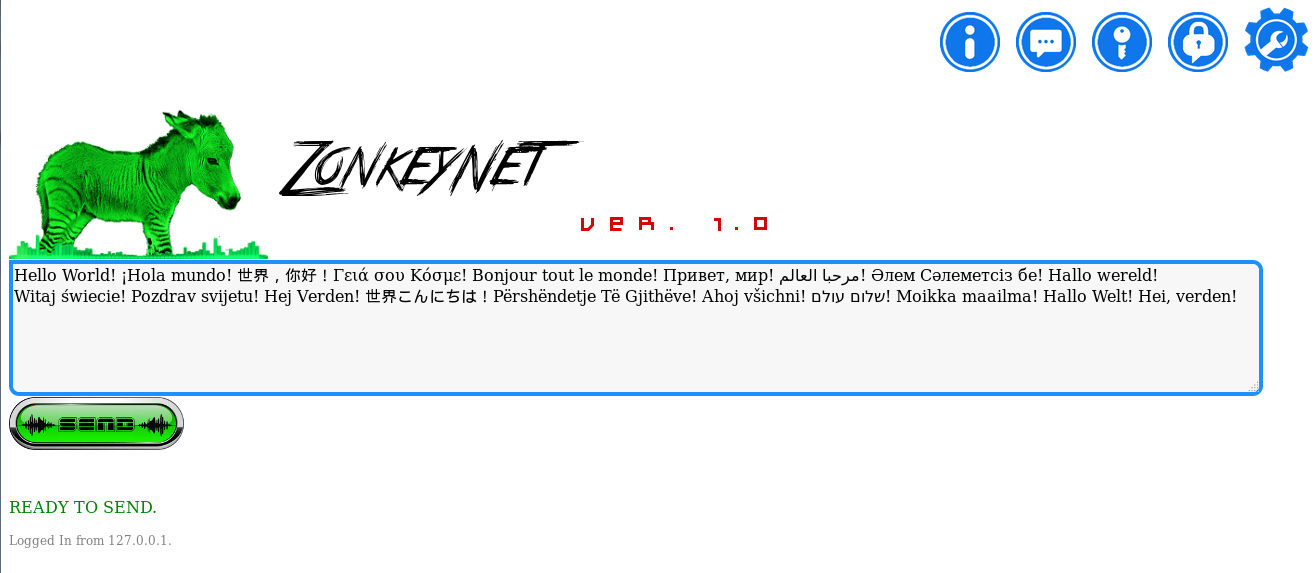 ZONKEYNET
VER. 1.0
Hello World! ¡Hola mundo! 世界，你好！Γειά σου Κόσμε! Bonjour tout le monde! Привет, мир! مرحبا العالم! Әлем Сәлеметсіз бе! Hallo wereld!
Witaj świecie! Pozdrav svijetu! Hej Verden! 世界こんにちは！Përshëndetje Të Gjithëve! Ahoj všichni! שלום עולם! Moikka maailma! Hallo Welt! Hei, verden!
SEND
READY TO SEND.
Logged In from 127.0.0.1.